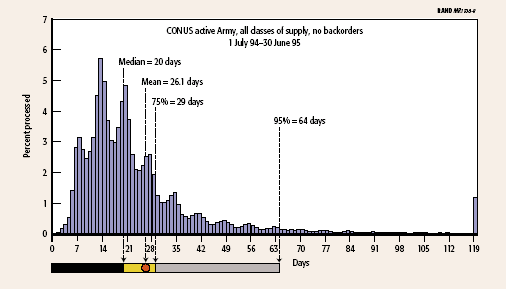 CONUS active Army, all classes of supply, no backorders
1 July 94–30 June 95
Median = 20 days
Mean = 26.1 days
75% = 29 days
95% = 64 days
Percent processed
7
6
5
4
3
2
1
0
0 7 14 21 28 35 42 49 56 63 70 77 84 91 98 105 112 119
Days